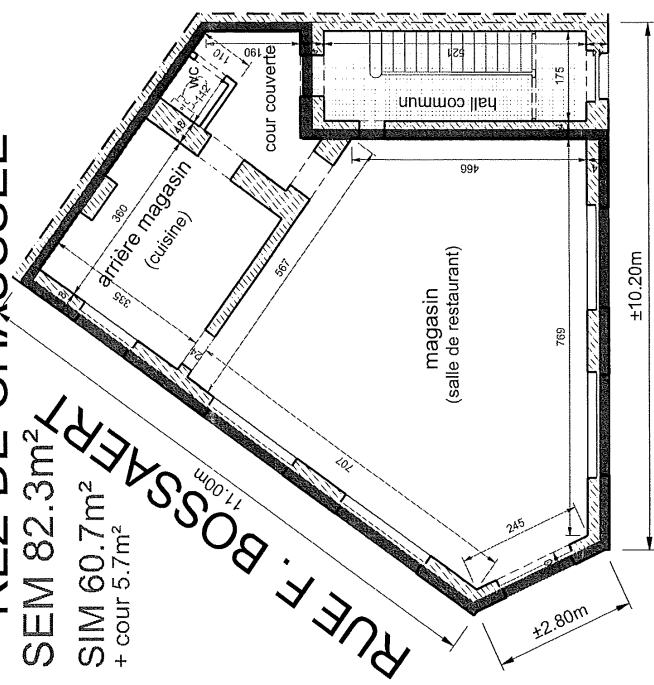 REZ DE CHAUSSEE
SEM 82.3m²
SIM 60.7m²
+ cour 5.7m²
RUE F. BOSSAERT
11.00m
±10.20m
±2.80m
magasin
(salle de restaurant)
arrière magasin
(cuisine)
cour couverte
hall commun
WC
110
190
142
48
360
335
24
567
707
245
769
466
521
175